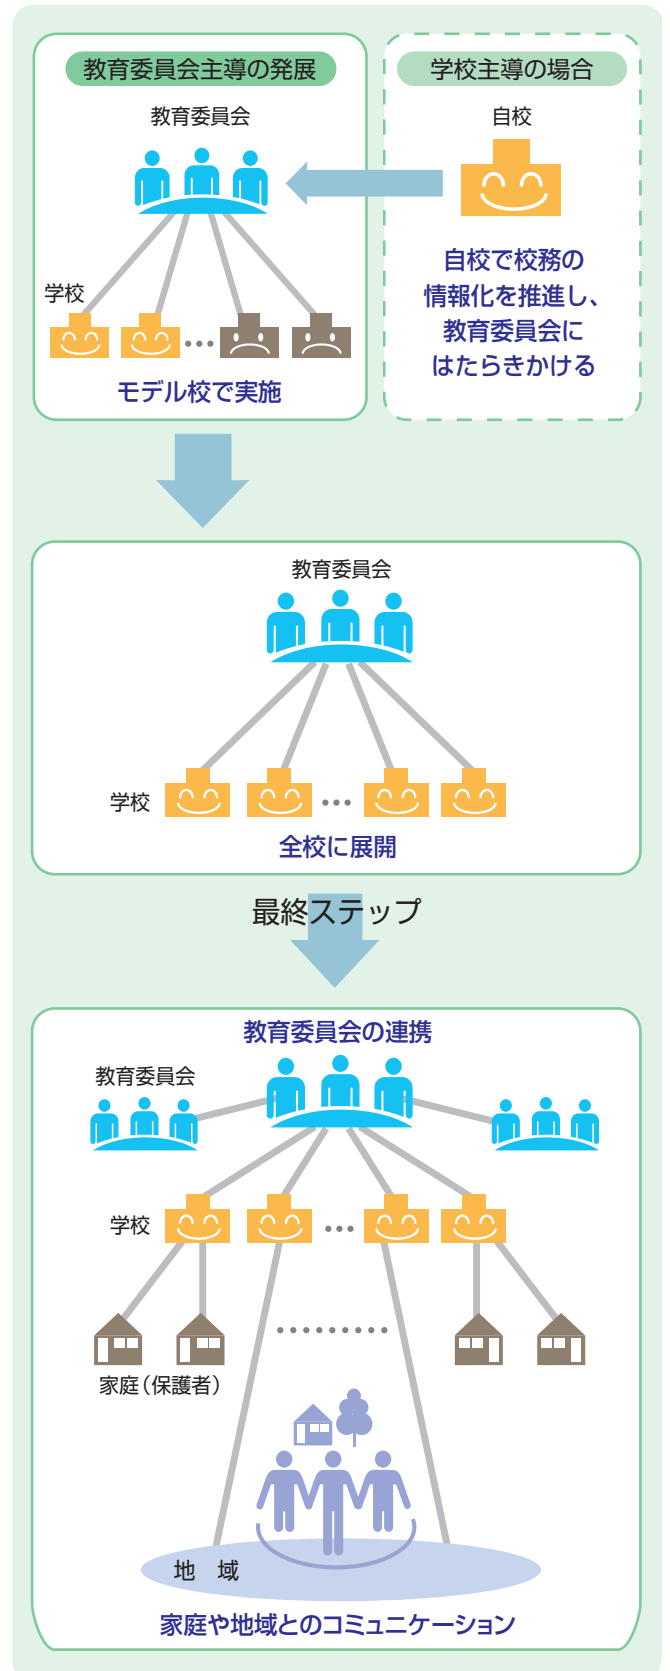 教育委員会主導の発展
教育委員会
学校
モデル校で実施
学校主導の場合
自校
自校で校務の
情報化を推進し、
教育委員会に
はたらきかける
教育委員会
学校
全校に展開
最終ステップ
教育委員会の連携
教育委員会
学校
家庭(保護者)
地 域
家庭や地域とのコミュニケーション